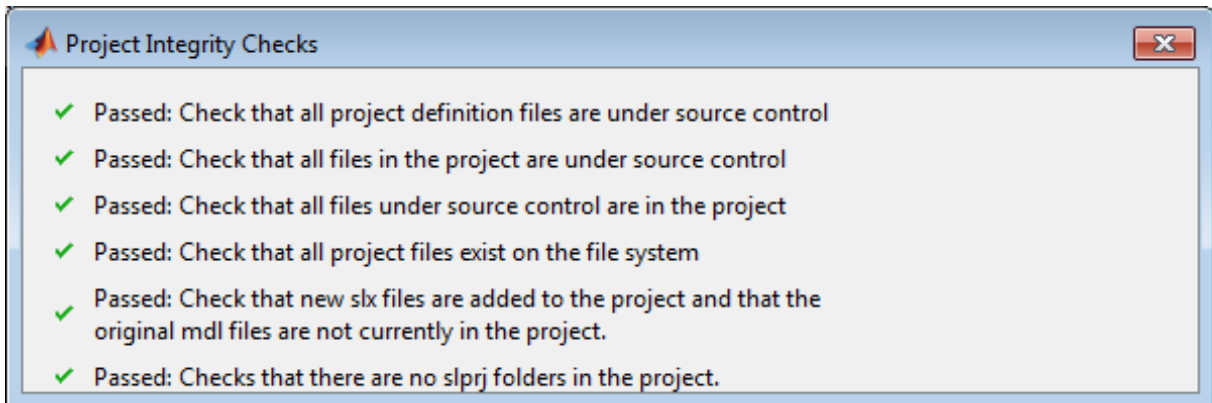 Project Integrity Checks
Passed: Check that all project definition files are under source control
Passed: Check that all files in the project are under source control
Passed: Check that all files under source control are in the project
Passed: Check that all project files exist on the file system
Passed: Check that new slx files are added to the project and that the
original mdl files are not currently in the project.
Passed: Checks that there are no slprj folders in the project.